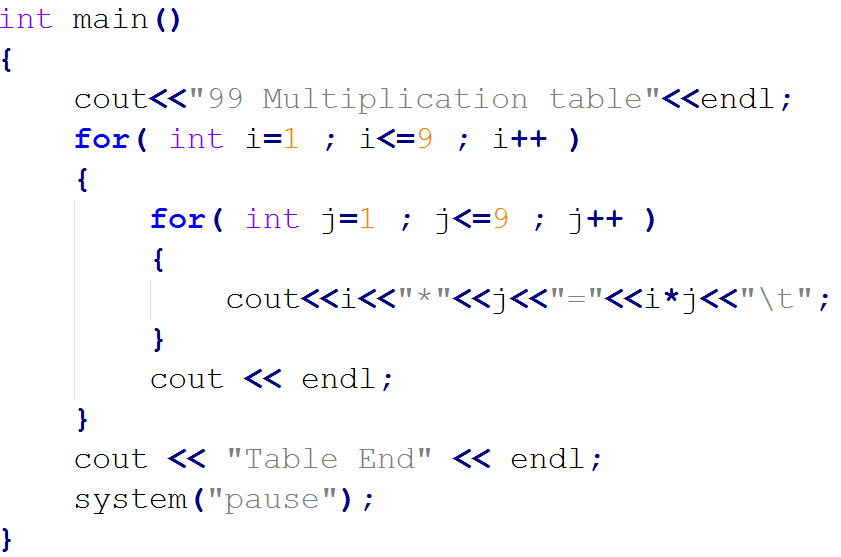 int main()
{
    cout<<"99 Multiplication table"<<endl;
    for( int i=1 ; i<=9 ; i++ )
    {
        for( int j=1 ; j<=9 ; j++ )
        {
            cout<<i<<"*"<<j<<"="<<i*j<<"\t";
        }
        cout << endl;
    }
    cout << "Table End" << endl;
    system("pause");
}